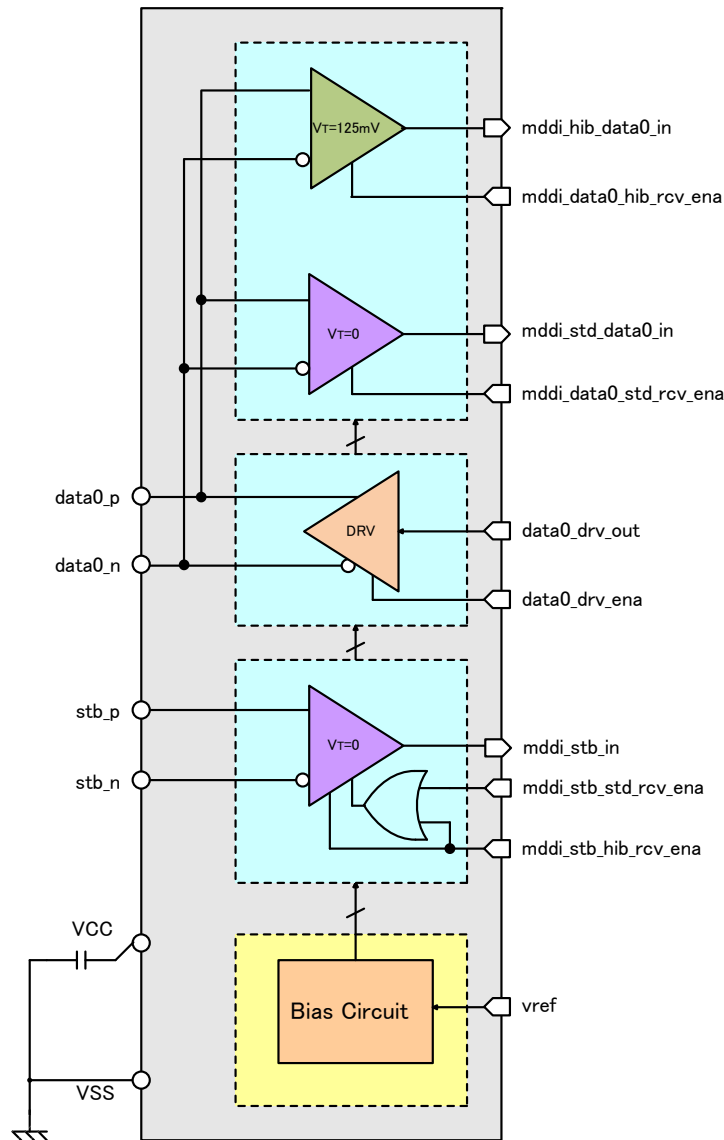 VT=125mV
mddi_hib_data0_in
mddi_data0_hib_rcv_ena
VT=0
mddi_std_data0_in
mddi_data0_std_rcv_ena
data0_p
DRV
data0_drv_out
data0_n
data0_drv_ena
stb_p
VT=0
mddi_stb_in
stb_n
mddi_stb_std_rcv_ena
mddi_stb_hib_rcv_ena
VCC
Bias Circuit
vref
VSS